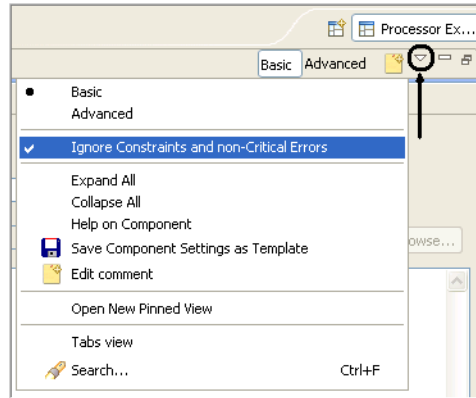 Processor Ex...
Basic Advanced
Basic
Advanced
Ignore Constraints and non-Critical Errors
Expand All
Collapse All
Help on Component
owse...
Save Component Settings as Template
Edit comment
Open New Pinned View
Tabs view
Search... Ctrl+F